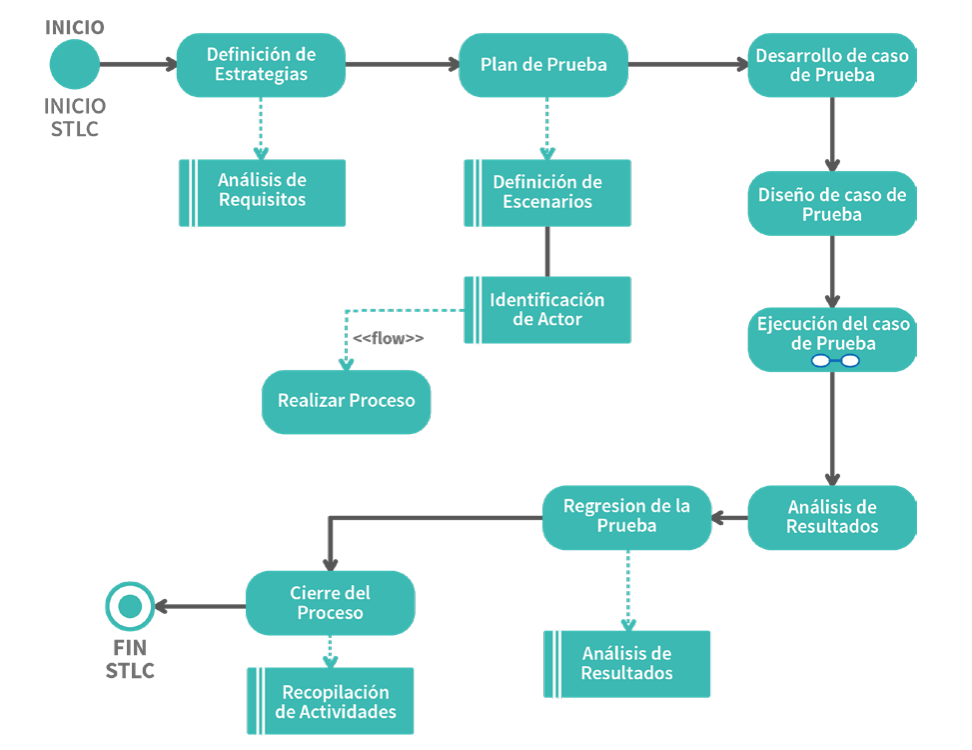 INICIO
INICIO
STLC
Definición de
Estrategias
Plan de Prueba
Desarrollo de caso
de Prueba
Análisis de
Requisitos
Definición de
Escenarios
Diseño de caso de
Prueba
Identificación
de Actor
<<flow>>
Realizar Proceso
Ejecución del caso
de Prueba
Regresion de la
Prueba
Análisis de
Resultados
Cierre del
Proceso
FIN
STLC
Análisis de
Resultados
Recopilación
de Actividades